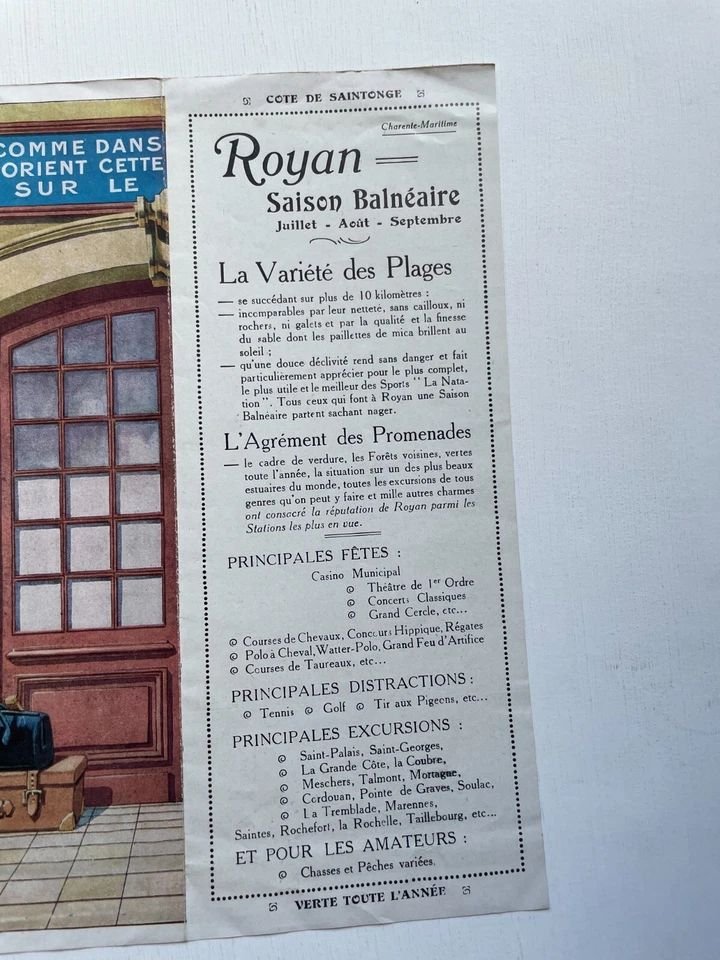 COMME DANS
ORIENT CETTE
SUR LE
COTE DE SAINTONGE
Charente-Maritime
Royan
Saison Balnéaire
Juillet - Août - Septembre
La Variété des Plages
— se succédant sur plus de 10 kilomètres :
— incomparables par leur netteté, sans cailloux, ni
rochers, ni galets et par la qualité et la finesse
du sable dont les paillettes de mica brillent au
soleil ;
— qu'une douce déclivité rend sans danger et fait
particulièrement apprécier pour le plus complet,
le plus utile et le meilleur des Sports " La Nata-
tion ". Tous ceux qui font à Royan une Saison
Balnéaire partent sachant nager.
L'Agrément des Promenades
— le cadre de verdure, les Forêts voisines, vertes
toute l'année, la situation sur un des plus beaux
estuaires du monde, toutes les excursions de tous
genres qu'on peut y faire et mille autres charmes
ont consacré la réputation de Royan parmi les
Stations les plus en vue.
PRINCIPALES FÊTES :
Casino Municipal
Théâtre de 1er Ordre
Concerts Classiques
Grand Cercle, etc...
Courses de Chevaux, Concours Hippique, Régates
Polo à Cheval, Watter-Polo, Grand Feu d'Artifice
Courses de Taureaux, etc...
PRINCIPALES DISTRACTIONS :
Tennis Golf Tir aux Pigeons, etc...
PRINCIPALES EXCURSIONS :
Saint-Palais, Saint-Georges,
La Grande Côte, la Coubre,
Meschers, Talmont, Mortagne,
Cordouan, Pointe de Graves, Soulac,
La Tremblade, Marennes,
Saintes, Rochefort, la Rochelle, Taillebourg, etc...
ET POUR LES AMATEURS :
Chasses et Pêches variées.
VERTE TOUTE L'ANNÉE